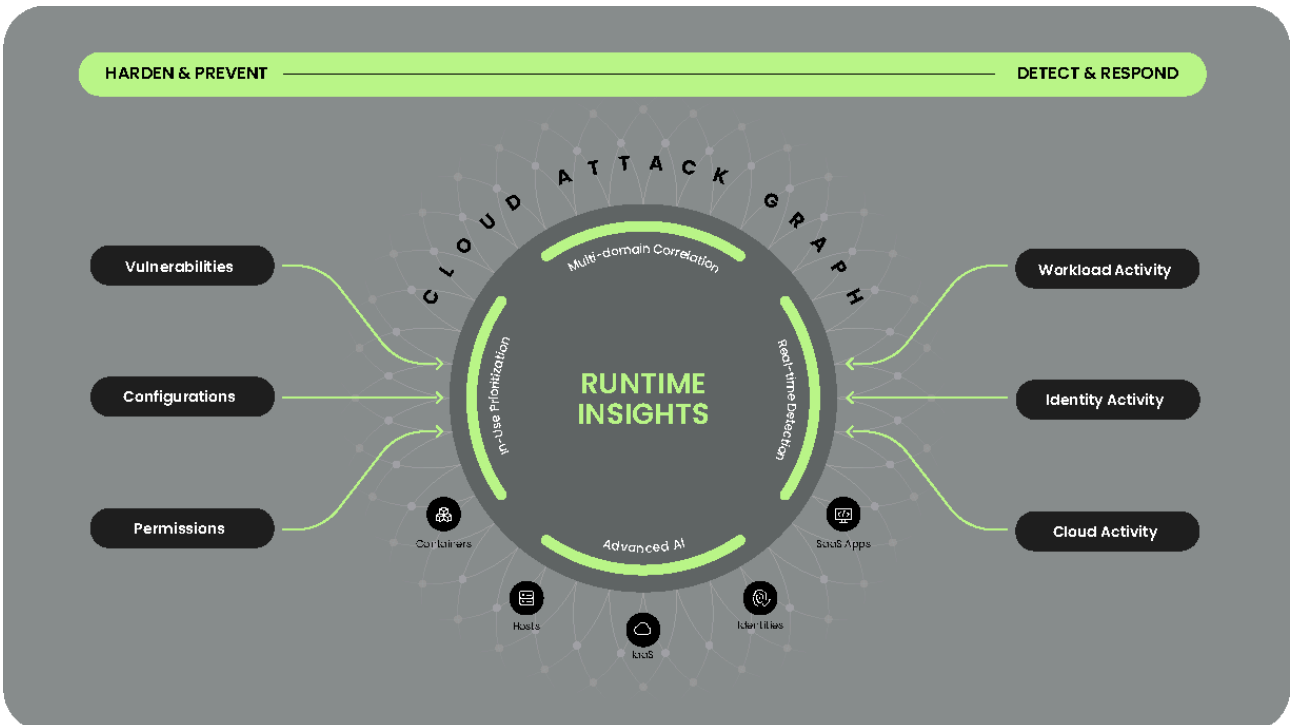 HARDEN & PREVENT
DETECT & RESPOND
CLOUD ATTACK GRAPH
Vulnerabilities
Configurations
Permissions
Multi-domain Correlation
In-Use Prioritization
RUNTIME
INSIGHTS
Real-time Detection
Advanced AI
Workload Activity
Identity Activity
Cloud Activity
Containers
Hosts
IaaS
Identities
SaaS Apps